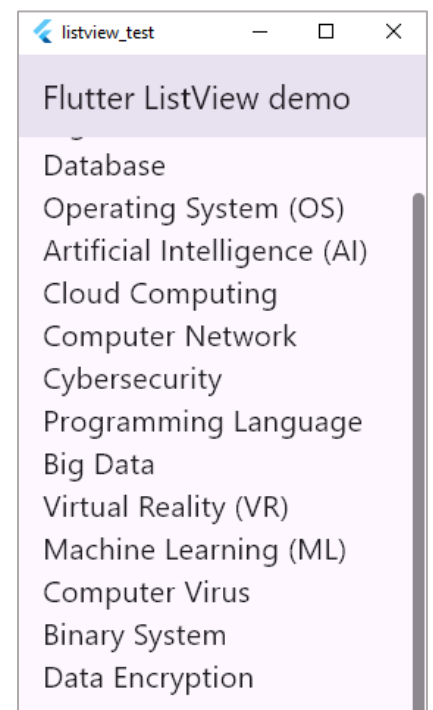 listview_test
Flutter ListView demo
Database
Operating System (OS)
Artificial Intelligence (AI)
Cloud Computing
Computer Network
Cybersecurity
Programming Language
Big Data
Virtual Reality (VR)
Machine Learning (ML)
Computer Virus
Binary System
Data Encryption